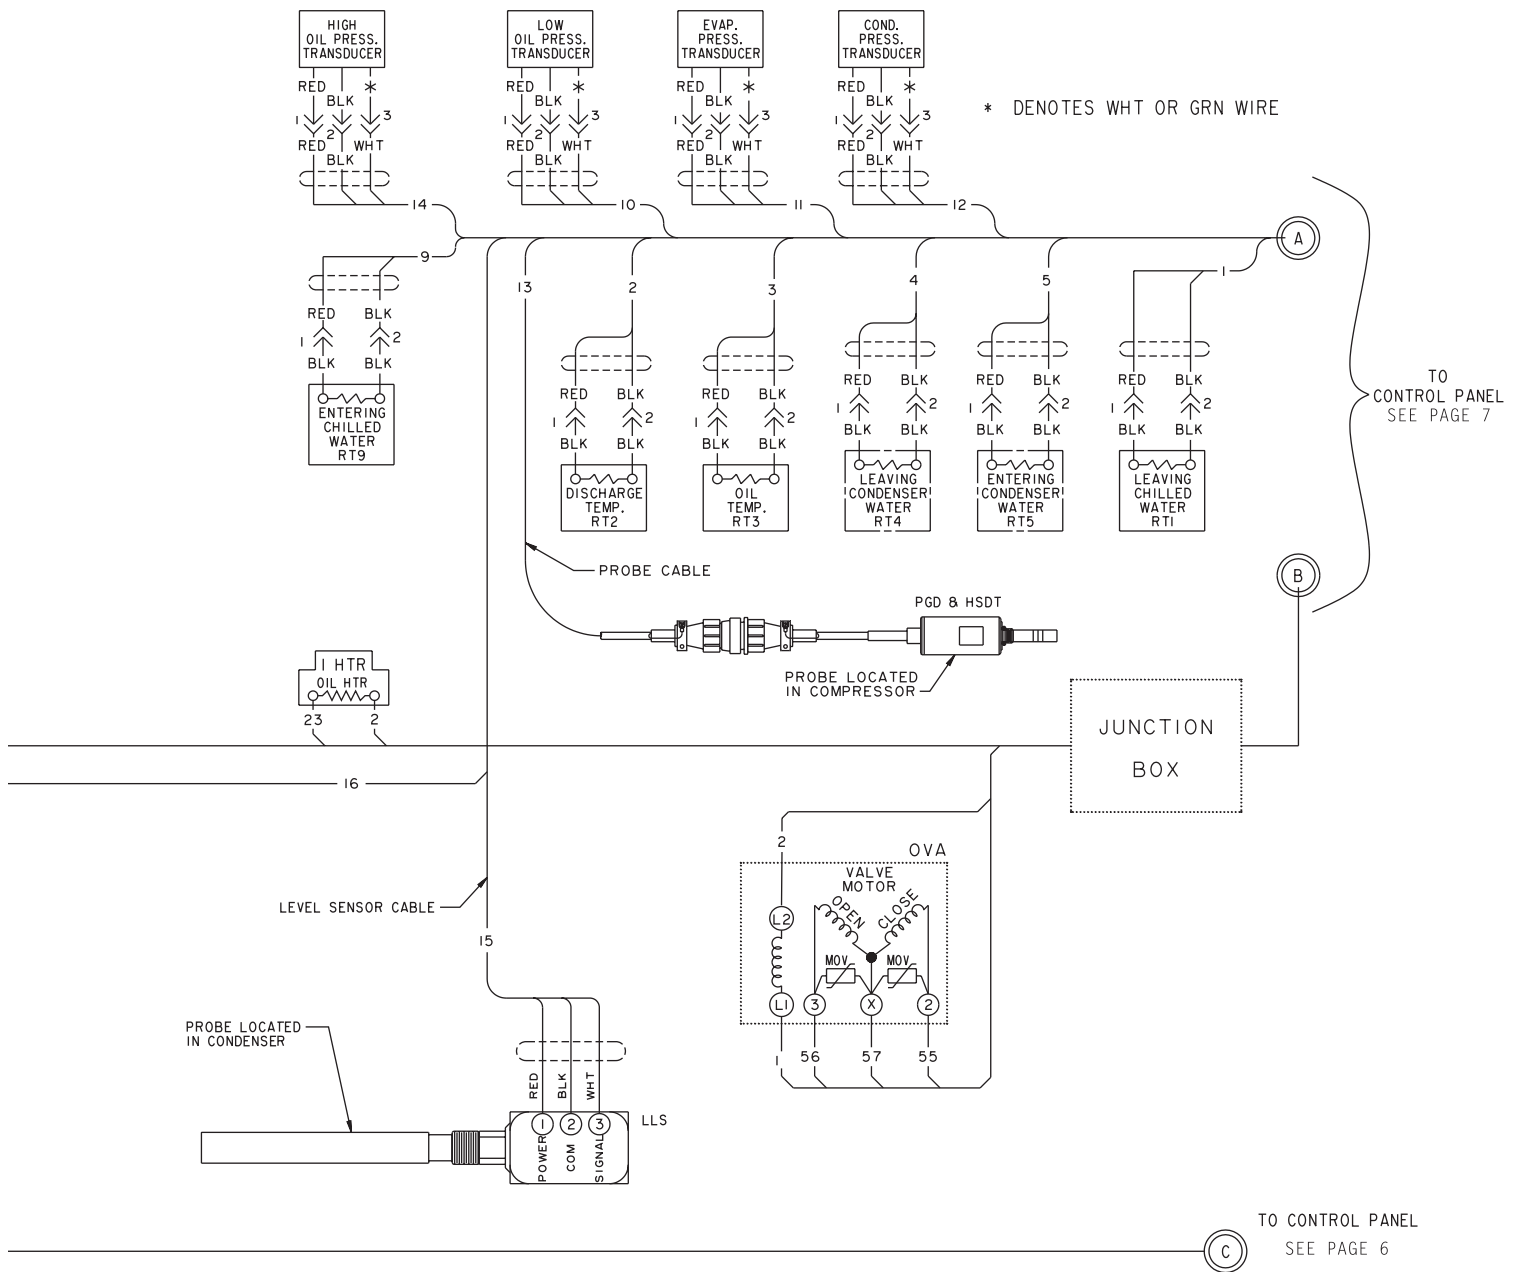 HIGH
OIL PRESS.
TRANSDUCER
LOW
OIL PRESS.
TRANSDUCER
EVAP.
PRESS.
TRANSDUCER
COND.
PRESS.
TRANSDUCER
RED BLK *
1 2 3
RED BLK WHT
RED BLK *
1 2 3
RED BLK WHT
RED BLK *
1 2 3
RED BLK WHT
RED BLK *
1 2 3
RED BLK WHT
* DENOTES WHT OR GRN WIRE
14
10
11
12
A
9
13
2
3
4
5
1
RED BLK
1 2
BLK BLK
ENTERING
CHILLED
WATER
RT9
RED BLK
1 2
BLK BLK
DISCHARGE
TEMP.
RT2
RED BLK
1 2
BLK BLK
OIL
TEMP.
RT3
RED BLK
1 2
BLK BLK
LEAVING
CONDENSER
WATER
RT4
RED BLK
1 2
BLK BLK
ENTERING
CONDENSER
WATER
RT5
RED BLK
1 2
BLK BLK
LEAVING
CHILLED
WATER
RT1
TO
CONTROL PANEL
SEE PAGE 7
PROBE CABLE
B
PGD & HSDT
PROBE LOCATED
IN COMPRESSOR
1 HTR
OIL HTR
23 2
JUNCTION
BOX
16
2
OVA
VALVE
MOTOR
OPEN
CLOSE
L2
MOV
MOV
L1 3 X 2
1 56 57 55
LEVEL SENSOR CABLE
15
PROBE LOCATED
IN CONDENSER
RED BLK WHT
LLS
1 2 3
POWER
COM
SIGNAL
TO CONTROL PANEL
C
SEE PAGE 6